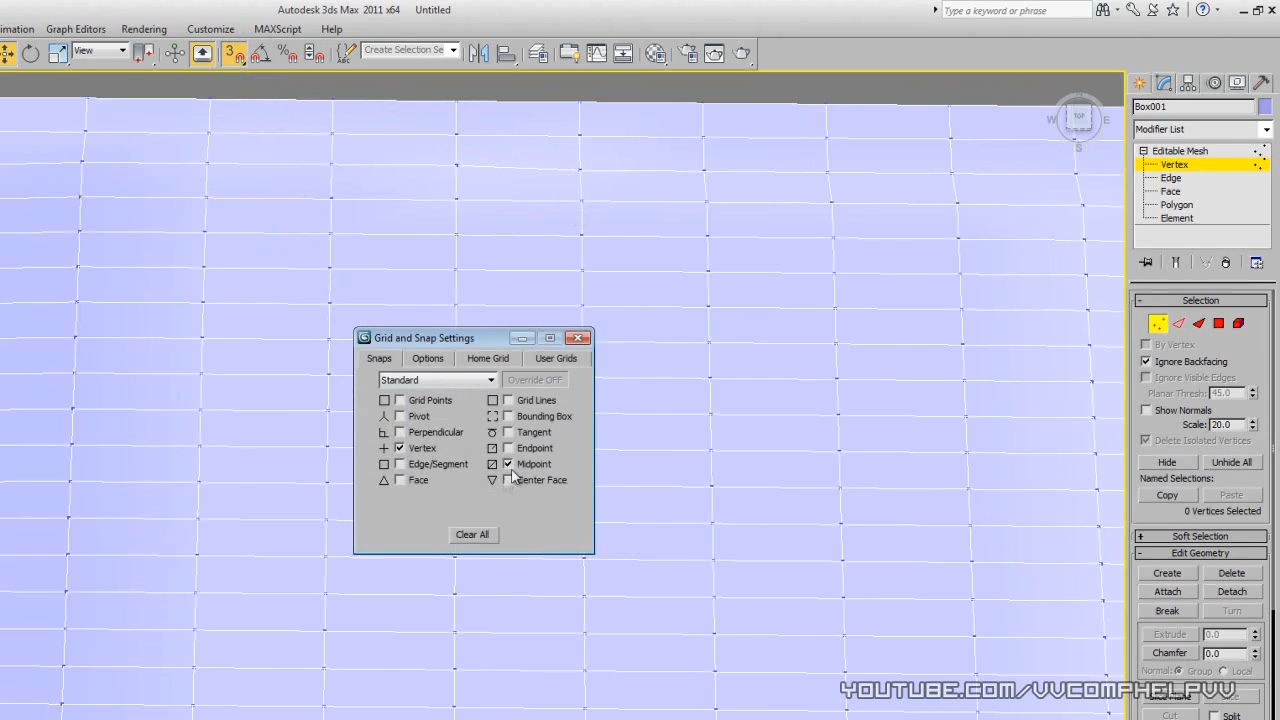 Autodesk 3ds Max 2011 x64 Untitled
Type a keyword or phrase
Graph Editors Rendering Customize MAXScript Help
View
3
%
ABC
Create Selection Se
TOP
W E
S
Box001
Modifier List
Editable Mesh
Vertex
Edge
Face
Polygon
Element
Grid and Snap Settings
Snaps Options Home Grid User Grids
Standard Override OFF
Grid Points Grid Lines
Pivot Bounding Box
Perpendicular Tangent
Vertex Endpoint
Edge/Segment Midpoint
Face Center Face
Clear All
Selection
By Vertex
Ignore Backfacing
Ignore Visible Edges
Planar Thresh: 45.0
Show Normals
Scale: 20.0
Delete Isolated Vertices
Hide Unhide All
Named Selections:
Copy Paste
0 Vertices Selected
Soft Selection
Edit Geometry
Create Delete
Attach Detach
Break Turn
Extrude 0.0
Chamfer 0.0
Normal: Group Local
YOUTUBE.COM/VVCOMPHELPVV
Cut Split